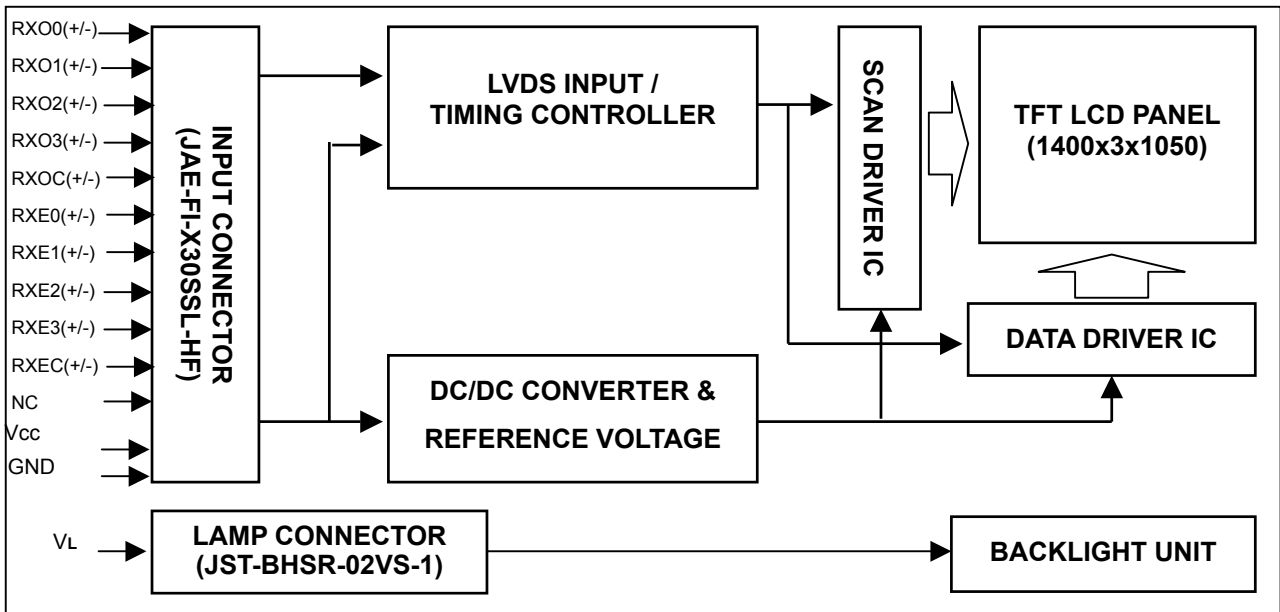 RXO0(+/-)
RXO1(+/-)
RXO2(+/-)
RXO3(+/-)
RXOC(+/-)
RXE0(+/-)
RXE1(+/-)
RXE2(+/-)
RXE3(+/-)
RXEC(+/-)
NC
Vcc
GND
INPUT CONNECTOR
(JAE-FI-X30SSL-HF)
LVDS INPUT /
TIMING CONTROLLER
SCAN DRIVER IC
TFT LCD PANEL
(1400x3x1050)
DATA DRIVER IC
DC/DC CONVERTER &
REFERENCE VOLTAGE
VL
LAMP CONNECTOR
(JST-BHSR-02VS-1)
BACKLIGHT UNIT